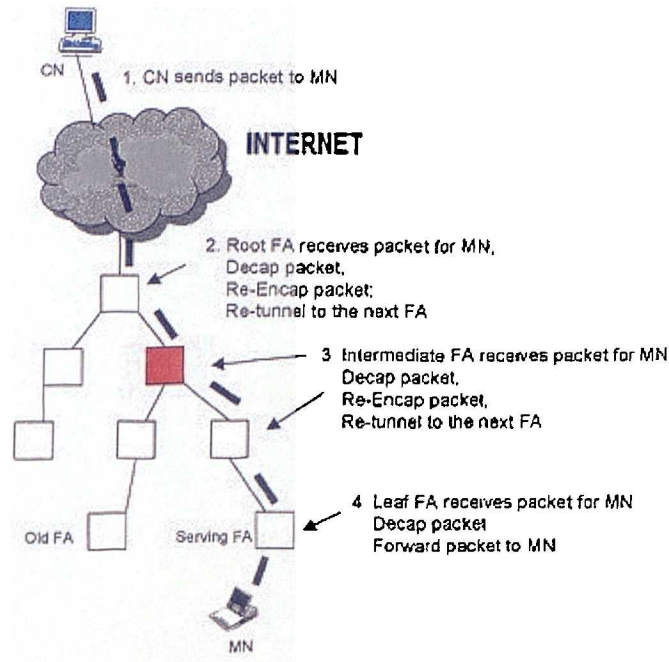 CN
1. CN sends packet to MN
INTERNET
2. Root FA receives packet for MN,
Decap packet,
Re-Encap packet;
Re-tunnel to the next FA
3 Intermediate FA receives packet for MN
Decap packet,
Re-Encap packet,
Re-tunnel to the next FA
4 Leaf FA receives packet for MN
Decap packet
Forward packet to MN
Old FA
Serving FA
MN